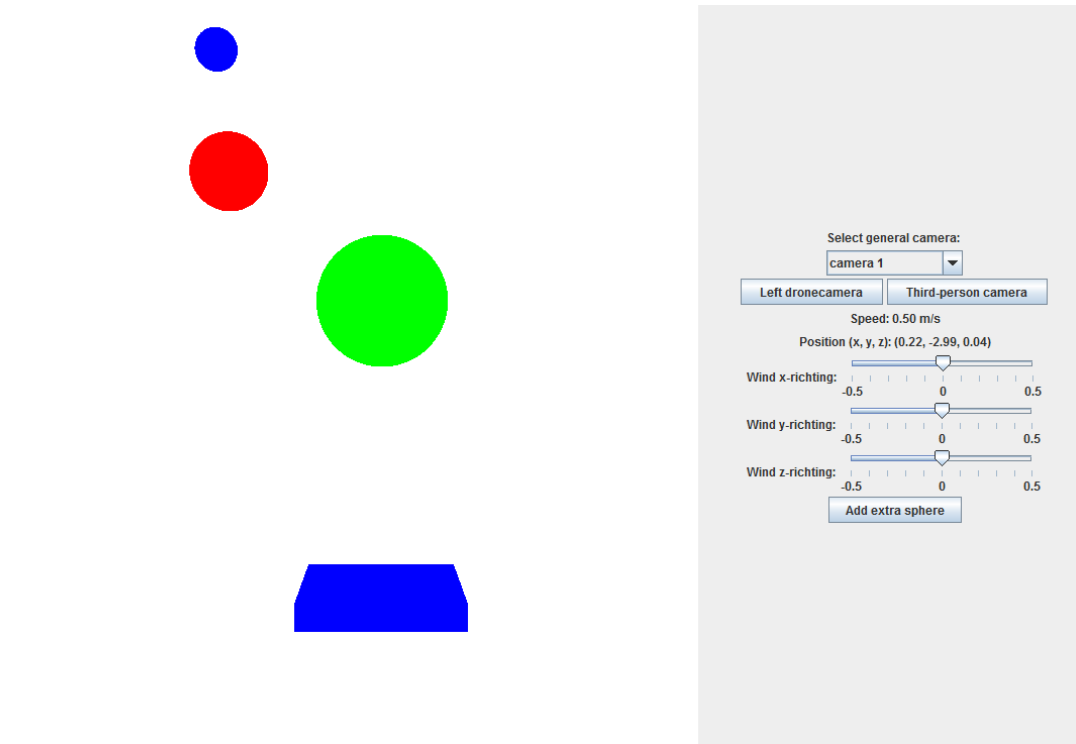 Select general camera:
camera 1
Left dronecamera Third-person camera
Speed: 0.50 m/s
Position (x, y, z): (0.22, -2.99, 0.04)
Wind x-richting:
-0.5 0 0.5
Wind y-richting:
-0.5 0 0.5
Wind z-richting:
-0.5 0 0.5
Add extra sphere